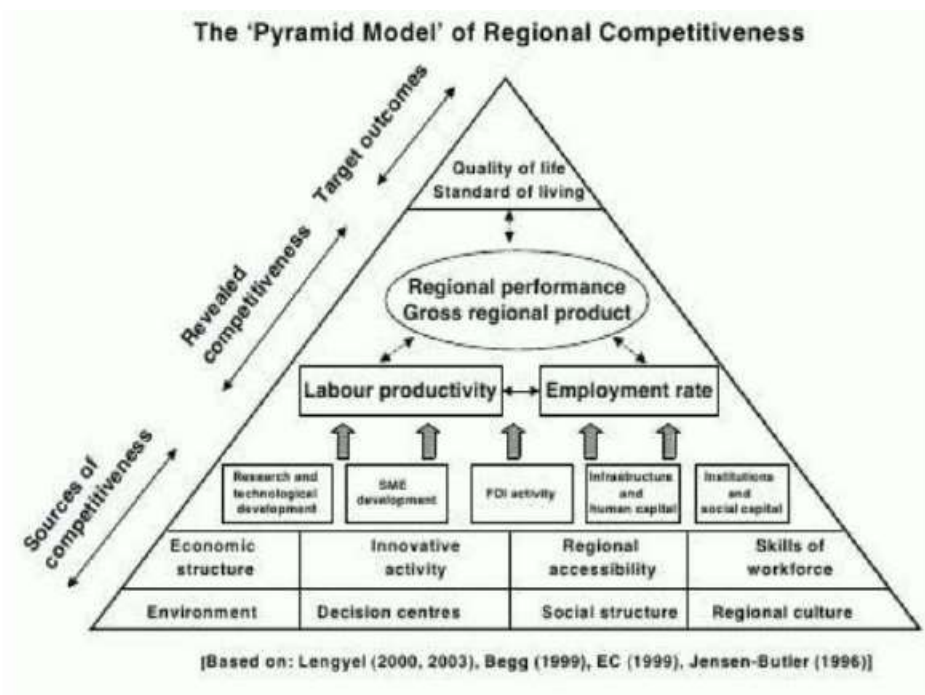 The 'Pyramid Model' of Regional Competitiveness
Target outcomes
Quality of life
Standard of living
Revealed
competitiveness
Regional performance
Gross regional product
Labour productivity
Employment rate
Sources of
competitiveness
Research and
technological
development
SME
development
FDI activity
Infrastructure
and
human capital
Institutions
and
social capital
Economic
structure
Innovative
activity
Regional
accessibility
Skills of
workforce
Environment
Decision centres
Social structure
Regional culture
[Based on: Lengyel (2000, 2003), Begg (1999), EC (1999), Jensen-Butler (1996)]